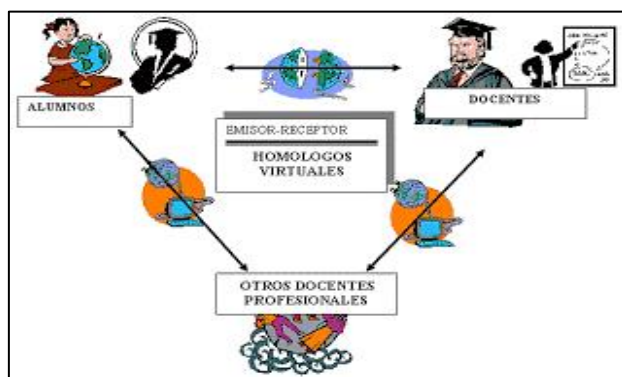 ALUMNOS
DOCENTES
EMISOR-RECEPTOR
HOMOLOGOS
VIRTUALES
OTROS DOCENTES
PROFESIONALES